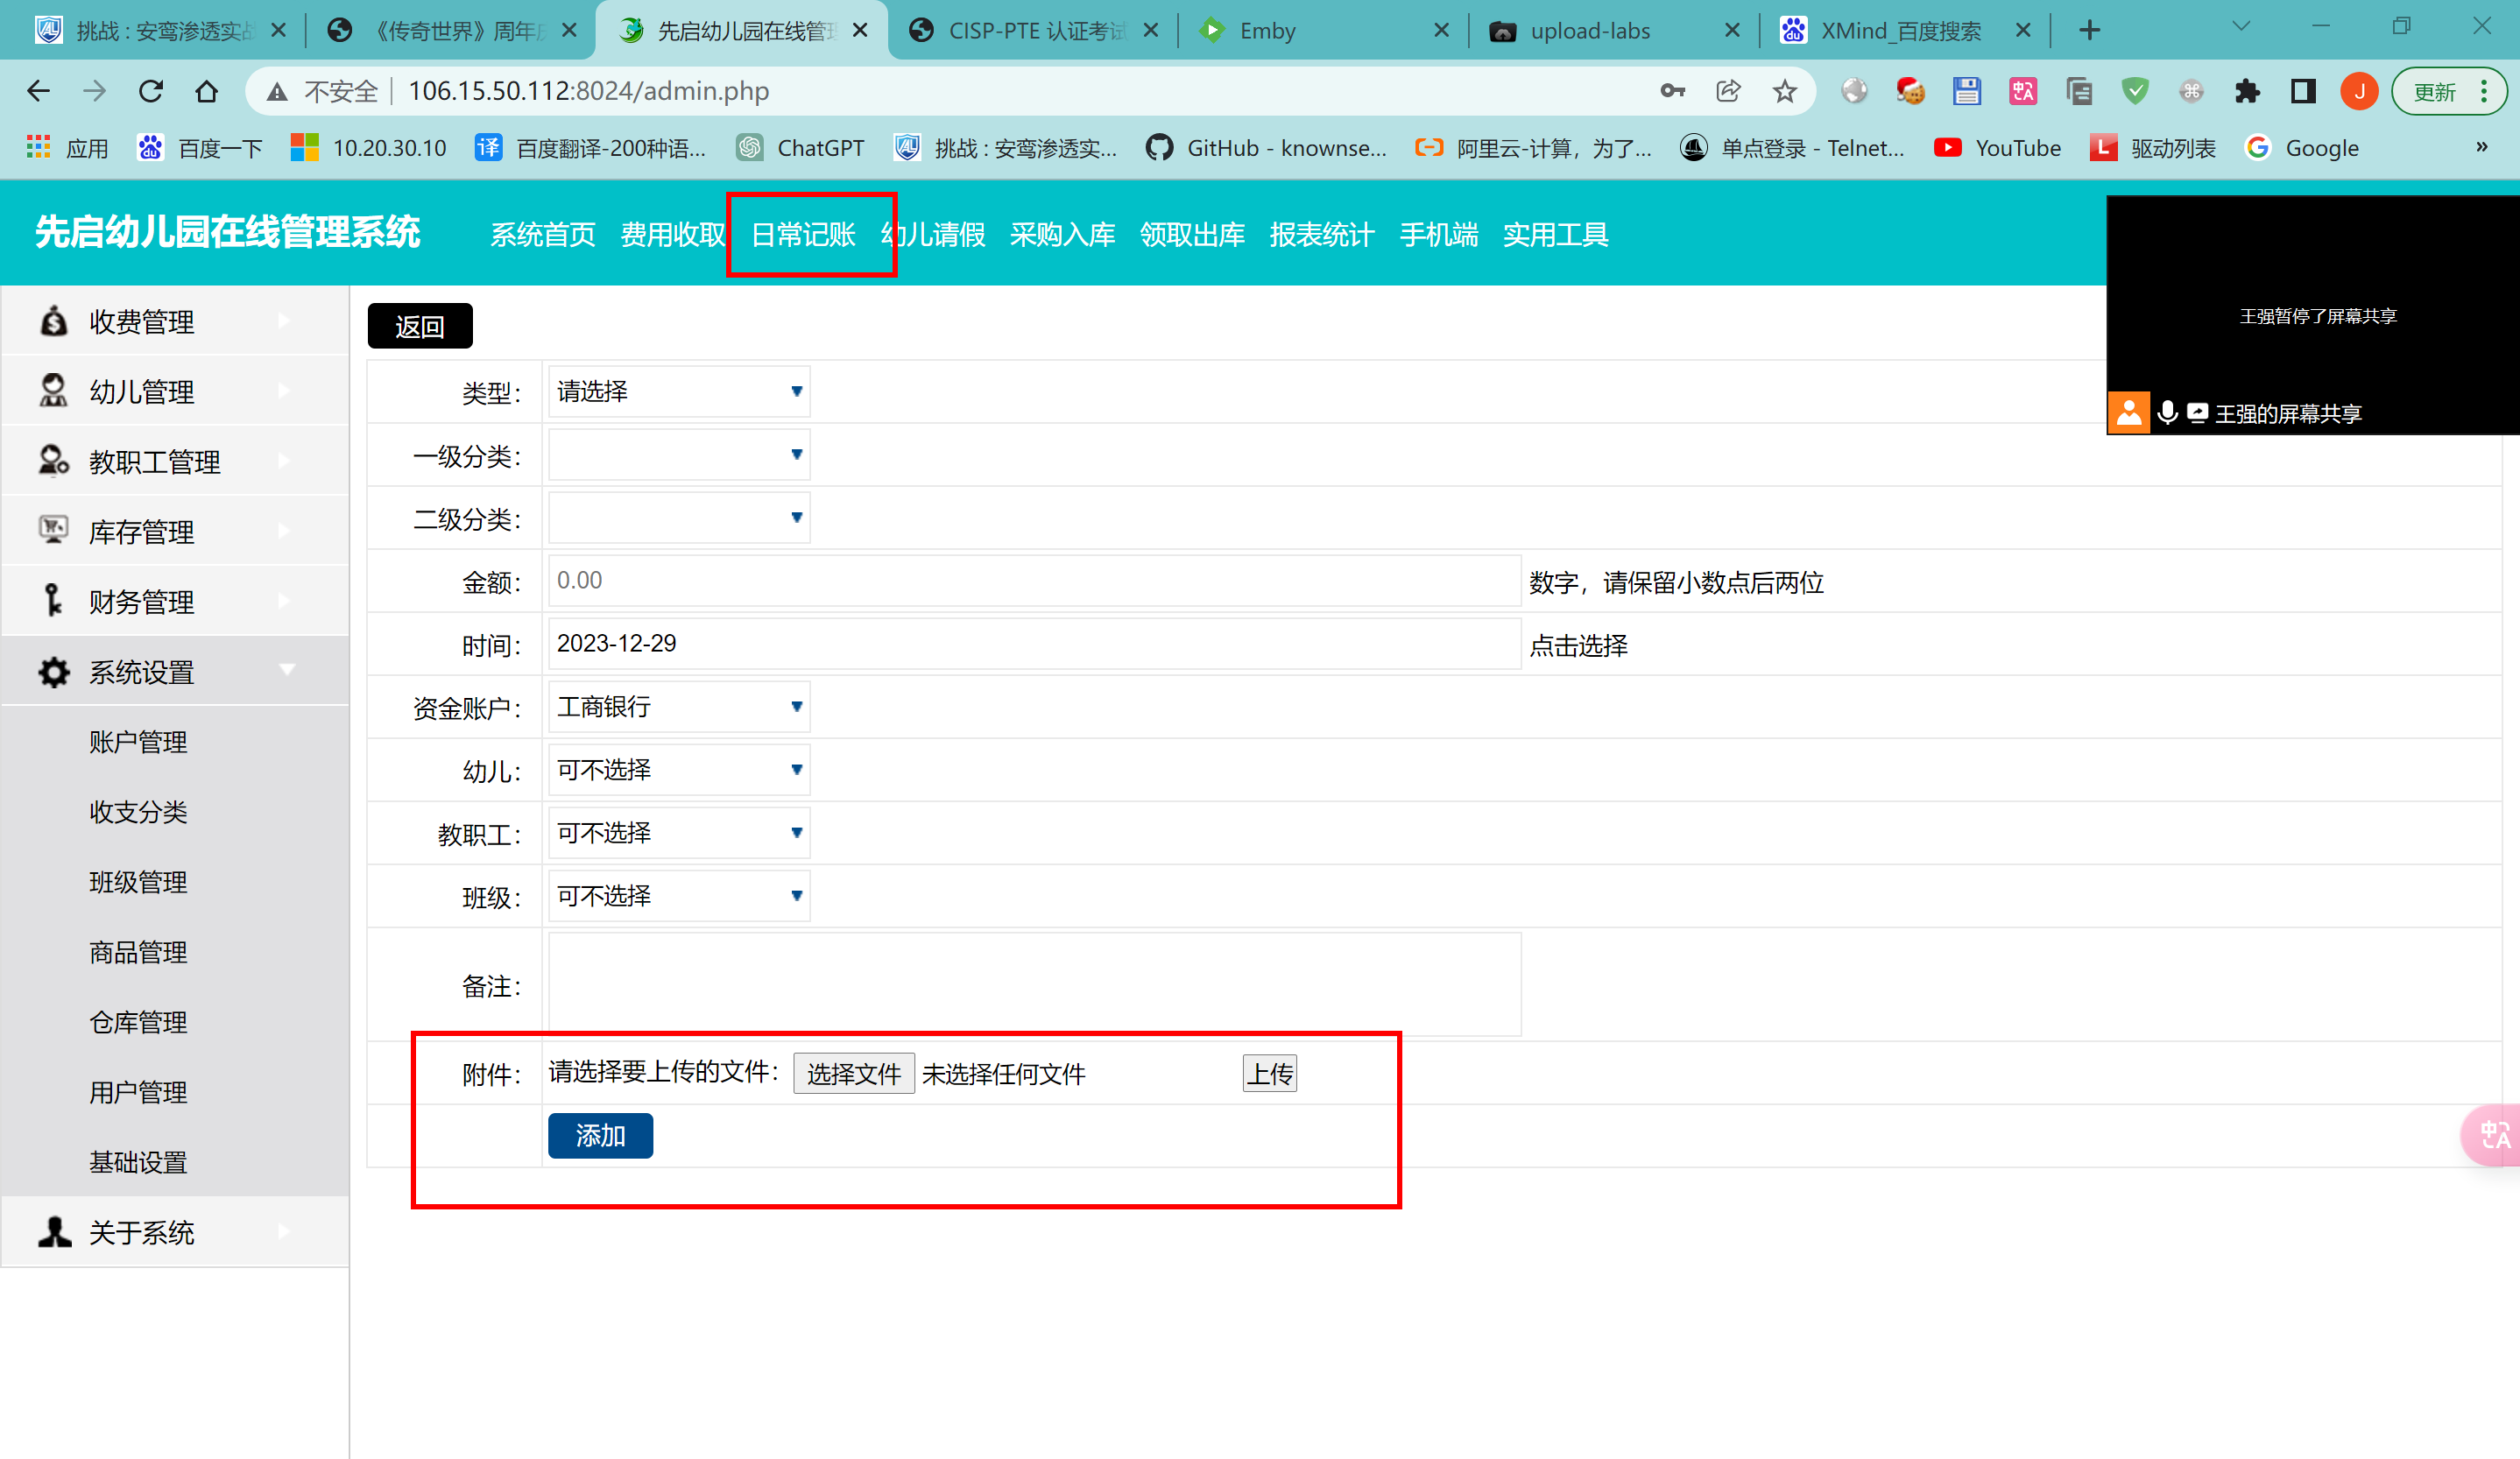 挑战 : 安鸾渗透实战
《传奇世界》周年庆
先启幼儿园在线管理
CISP-PTE 认证考试
Emby
upload-labs
XMind_百度搜索
不安全 106.15.50.112:8024/admin.php
更新
应用
百度一下
10.20.30.10
百度翻译-200种语...
ChatGPT
挑战 : 安鸾渗透实...
GitHub - knownse...
阿里云-计算，为了...
单点登录 - Telnet...
YouTube
驱动列表
Google
»
先启幼儿园在线管理系统
系统首页 费用收取 日常记账 幼儿请假 采购入库 领取出库 报表统计 手机端 实用工具
王强暂停了屏幕共享
王强的屏幕共享
收费管理
幼儿管理
教职工管理
库存管理
财务管理
系统设置
账户管理
收支分类
班级管理
商品管理
仓库管理
用户管理
基础设置
关于系统
返回
类型： 请选择
一级分类：
二级分类：
金额： 0.00 数字，请保留小数点后两位
时间： 2023-12-29 点击选择
资金账户： 工商银行
幼儿： 可不选择
教职工： 可不选择
班级： 可不选择
备注：
附件： 请选择要上传的文件： 选择文件 未选择任何文件 上传
添加